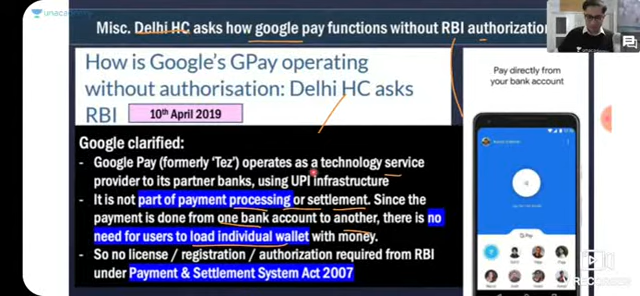 unacademy
Misc. Delhi HC asks how google pay functions without RBI authorization
How is Google's GPay operating
without authorisation: Delhi HC asks
RBI
10th April 2019
Google clarified:
- Google Pay (formerly 'Tez') operates as a technology service
provider to its partner banks, using UPI infrastructure
- It is not part of payment processing or settlement. Since
the payment is done from one bank account to another, there is no
need for users to load individual wallet with money.
- So no license / registration / authorization required from RBI
under Payment & Settlement System Act 2007
Pay directly from
your bank account
Pay